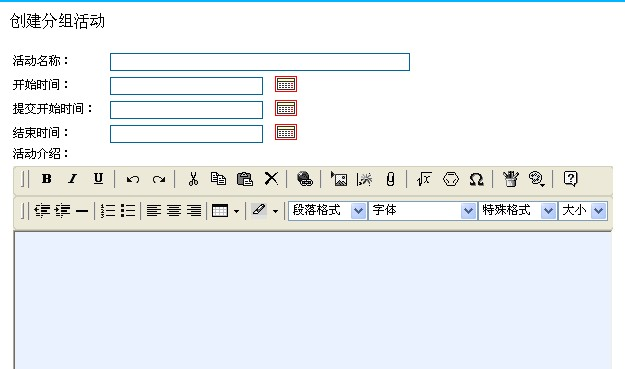 创建分组活动
活动名称：
开始时间：
提交开始时间：
结束时间：
活动介绍：
B I U
段落格式 字体 特殊格式 大小